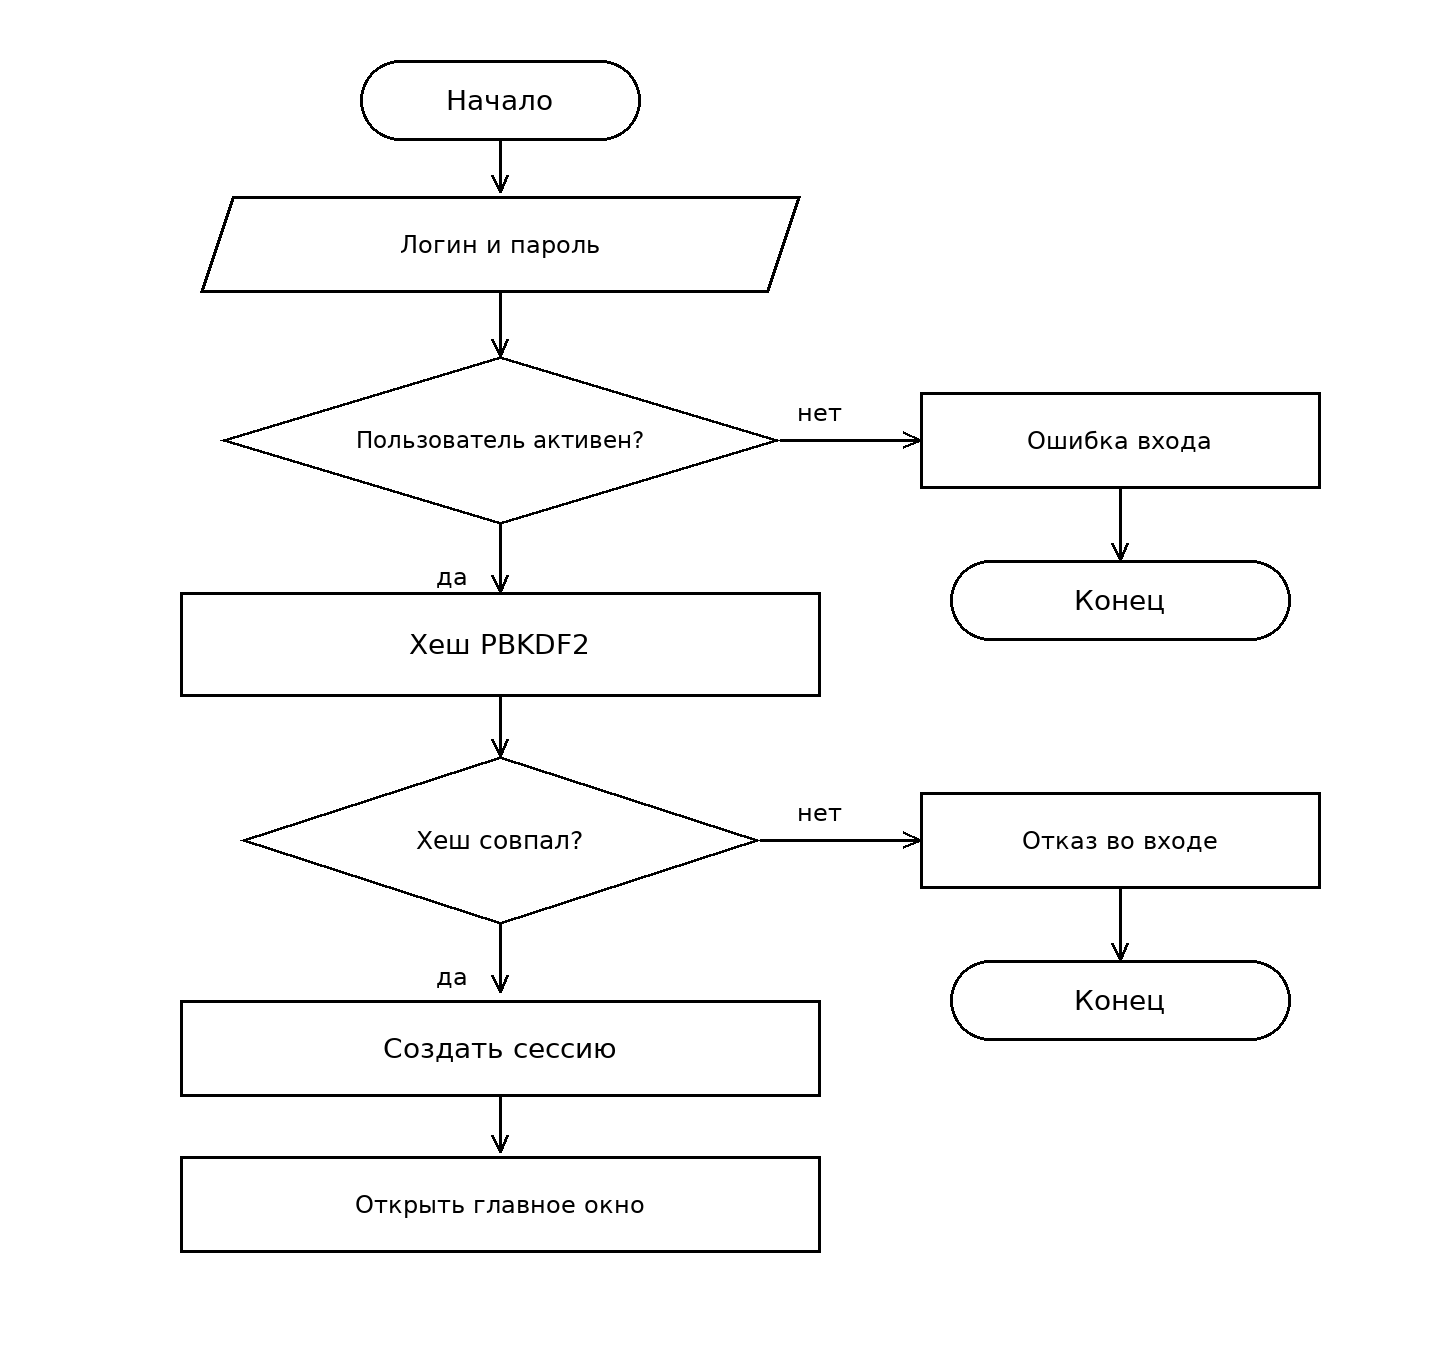 Начало
Логин и пароль
Пользователь активен?
нет
Ошибка входа
да
Конец
Хеш PBKDF2
Хеш совпал?
нет
Отказ во входе
да
Конец
Создать сессию
Открыть главное окно